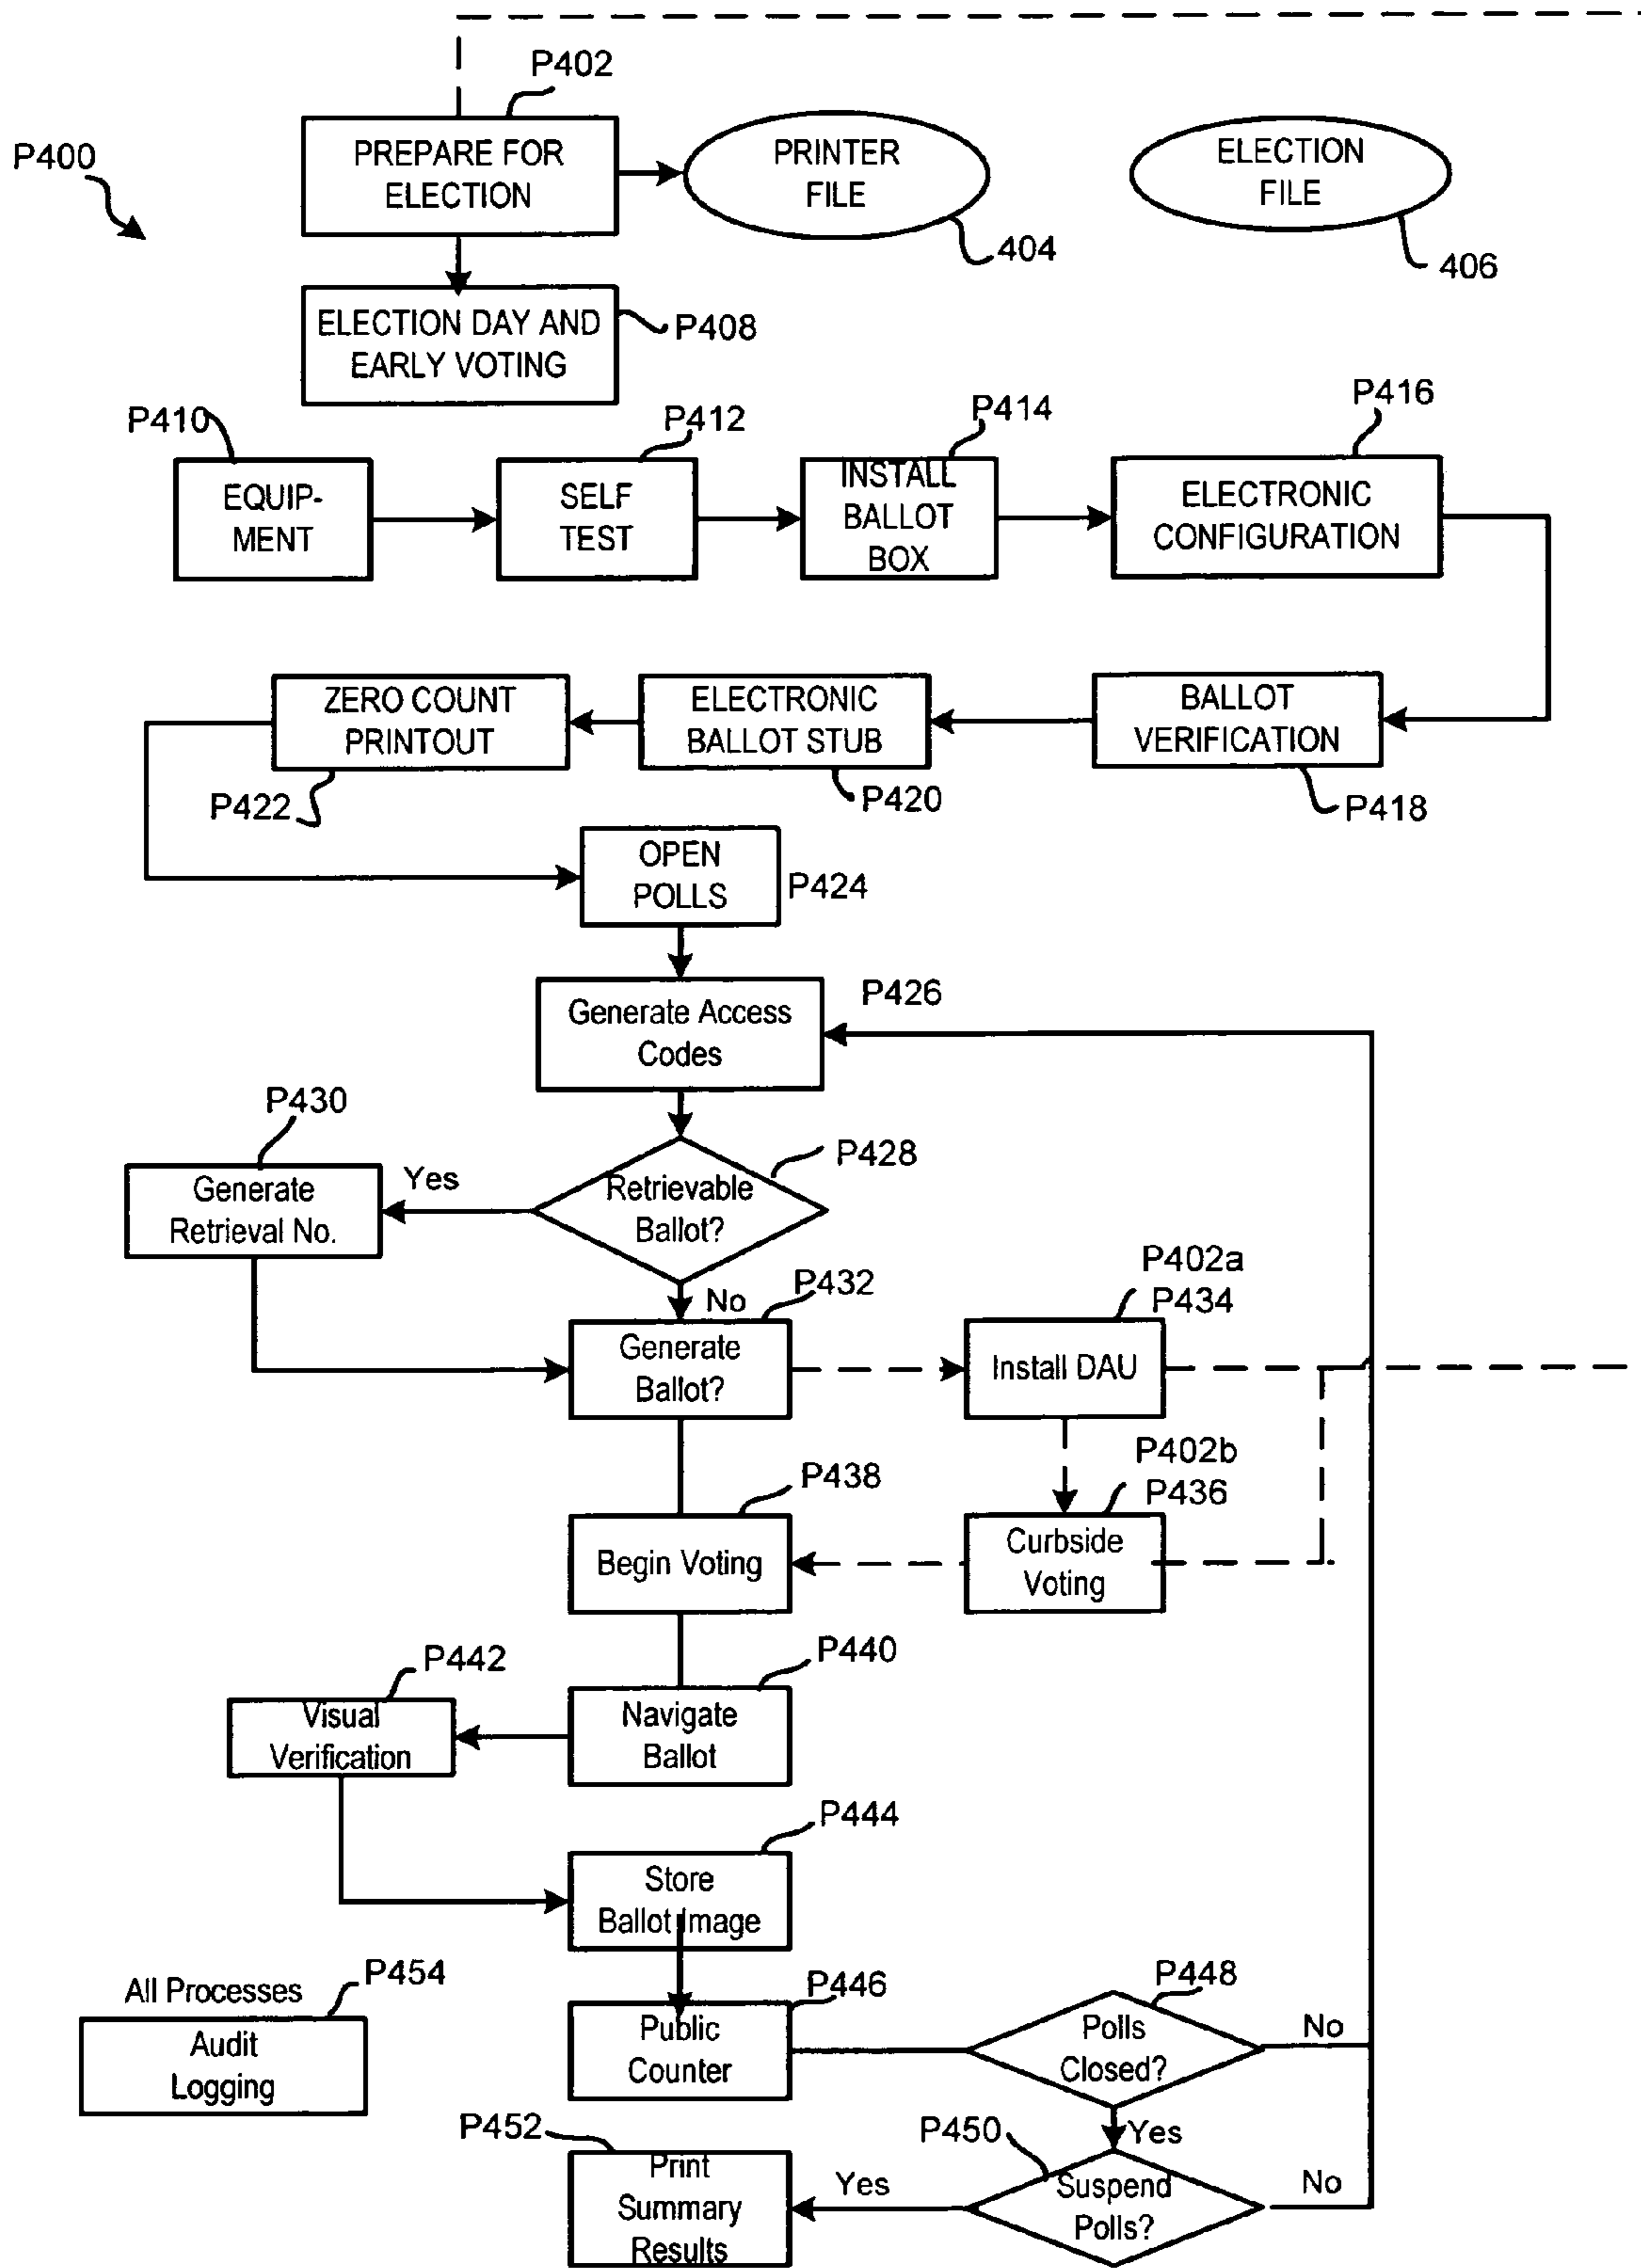 P402
P400
PREPARE FOR
ELECTION
PRINTER
FILE
ELECTION
FILE
404
406
ELECTION DAY AND
EARLY VOTING
P408
P410
P412
P414
P416
EQUIP-
MENT
SELF
TEST
INSTALL
BALLOT
BOX
ELECTRONIC
CONFIGURATION
ZERO COUNT
PRINTOUT
ELECTRONIC
BALLOT STUB
BALLOT
VERIFICATION
P422
P420
P418
OPEN
POLLS
P424
Generate Access
Codes
P426
P430
P428
Generate
Retrieval No.
Yes
Retrievable
Ballot?
No
P432
P402a
P434
Generate
Ballot?
Install DAU
P402b
P436
P438
Begin Voting
Curbside
Voting
P440
P442
Visual
Verification
Navigate
Ballot
P444
Store
Ballot Image
P454
All Processes
Audit
Logging
P446
P448
Public
Counter
Polls
Closed?
No
P452
P450
Yes
Print
Summary
Results
Yes
Suspend
Polls?
No